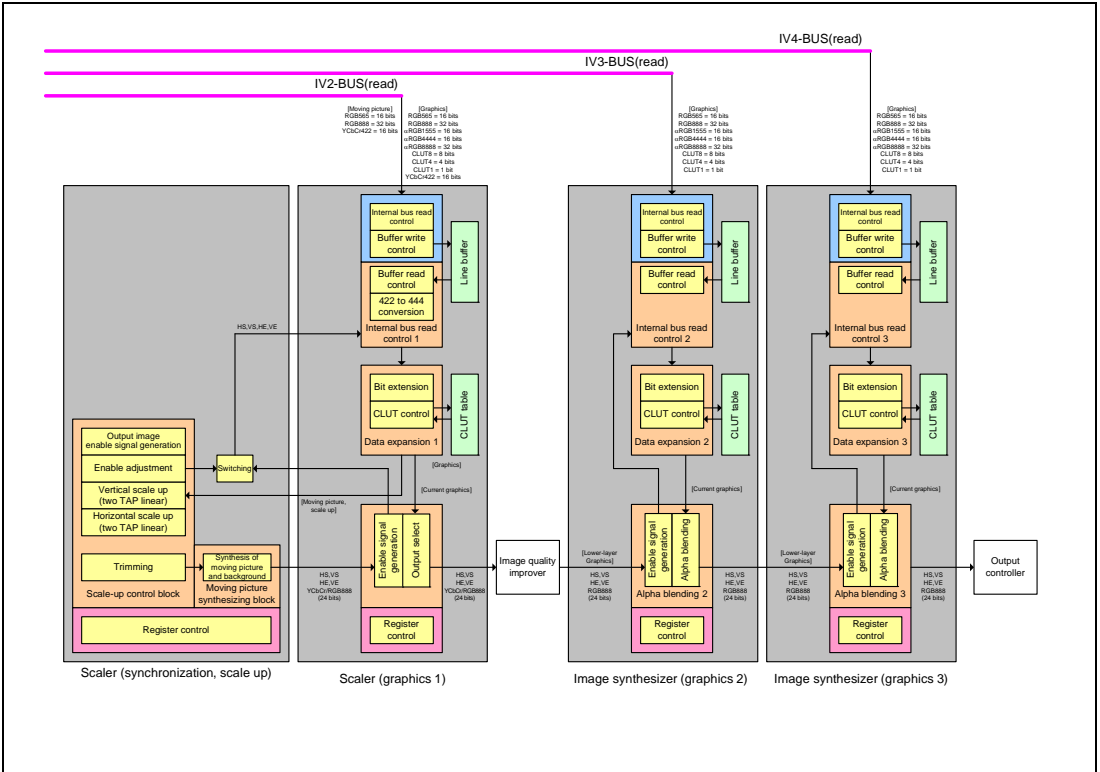 IV4-BUS(read)
IV3-BUS(read)
IV2-BUS(read)
[Moving picture]
RGB565 = 16 bits
RGB888 = 32 bits
YCbCr422 = 16 bits
[Graphics]
RGB565 = 16 bits
RGB888 = 32 bits
αRGB1555 = 16 bits
αRGB4444 = 16 bits
αRGB8888 = 32 bits
CLUT8 = 8 bits
CLUT4 = 4 bits
CLUT1 = 1 bit
YCbCr422 = 16 bits
[Graphics]
RGB565 = 16 bits
RGB888 = 32 bits
αRGB1555 = 16 bits
αRGB4444 = 16 bits
αRGB8888 = 32 bits
CLUT8 = 8 bits
CLUT4 = 4 bits
CLUT1 = 1 bit
[Graphics]
RGB565 = 16 bits
RGB888 = 32 bits
αRGB1555 = 16 bits
αRGB4444 = 16 bits
αRGB8888 = 32 bits
CLUT8 = 8 bits
CLUT4 = 4 bits
CLUT1 = 1 bit
Output image
enable signal generation
Enable adjustment
Vertical scale up
(two TAP linear)
Horizontal scale up
(two TAP linear)
Trimming
Scale-up control block
Synthesis of
moving picture
and background
Moving picture
synthesizing block
Register control
Switching
HS,VS,HE,VE
Scaler (synchronization, scale up)
Internal bus read
control
Buffer write
control
Line buffer
Buffer read
control
422 to 444
conversion
Internal bus read
control 1
Bit extension
CLUT control
CLUT table
Data expansion 1
[Graphics]
[Current graphics]
[Moving picture,
scale up]
Enable signal
generation
Output select
HS,VS
HE,VE
YCbCr/RGB888
(24 bits)
HS,VS
HE,VE
YCbCr/RGB888
(24 bits)
Register
control
Scaler (graphics 1)
Image quality
improver
Internal bus read
control
Buffer write
control
Line buffer
Buffer read
control
Internal bus read
control 2
Bit extension
CLUT control
CLUT table
Data expansion 2
[Current graphics]
[Lower-layer
Graphics]
HS,VS
HE,VE
RGB888
(24 bits)
Enable signal
generation
Alpha blending
Alpha blending 2
HS,VS
HE,VE
RGB888
(24 bits)
Register
control
Image synthesizer (graphics 2)
Internal bus read
control
Buffer write
control
Line buffer
Buffer read
control
Internal bus read
control 3
Bit extension
CLUT control
CLUT table
Data expansion 3
[Current graphics]
[Lower-layer
Graphics]
HS,VS
HE,VE
RGB888
(24 bits)
Enable signal
generation
Alpha blending
Alpha blending 3
HS,VS
HE,VE
RGB888
(24 bits)
Register
control
Image synthesizer (graphics 3)
Output
controller